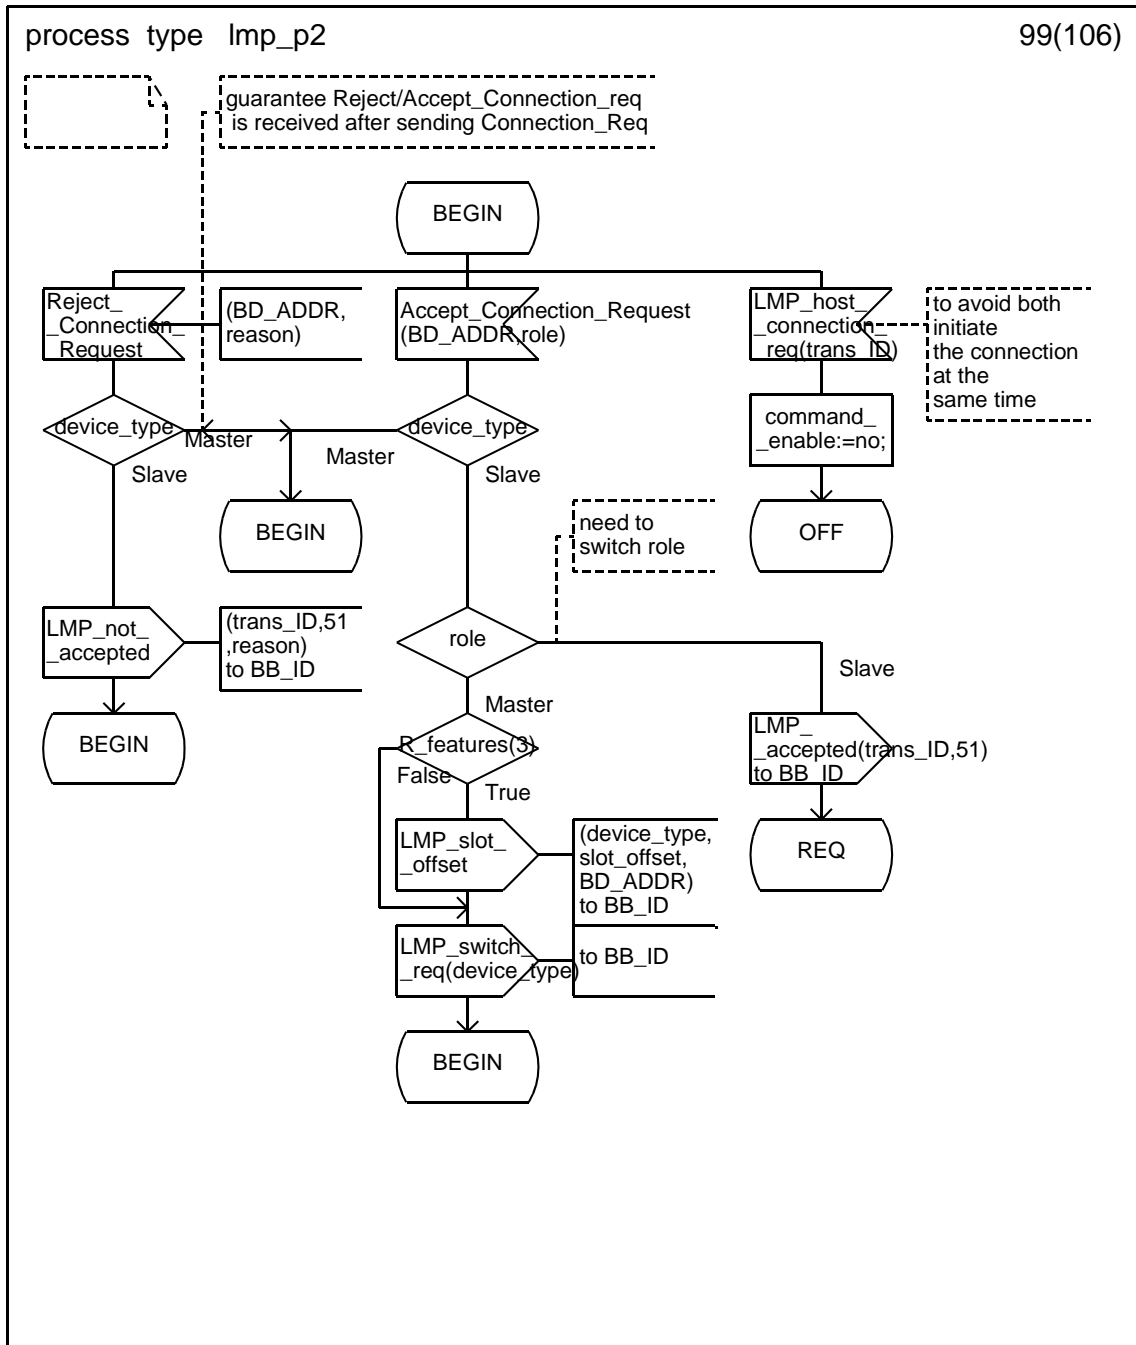 process type lmp_p2
99(106)
guarantee Reject/Accept_Connection_req
is received after sending Connection_Req
BEGIN
Reject_
_Connection_
_Request
(BD_ADDR,
reason)
Accept_Connection_Request
(BD_ADDR,role)
LMP_host_
_connection_
_req(trans_ID)
to avoid both
initiate
the connection
at the
same time
device_type
Master
Slave
device_type
Master
Slave
command_
_enable:=no;
BEGIN
OFF
need to
switch role
LMP_not_
_accepted
(trans_ID,51
,reason)
to BB_ID
role
Slave
Master
BEGIN
R_features(3)
False
True
LMP_
_accepted(trans_ID,51)
to BB_ID
LMP_slot_
_offset
(device_type,
slot_offset,
BD_ADDR)
to BB_ID
REQ
LMP_switch_
_req(device_type)
to BB_ID
BEGIN